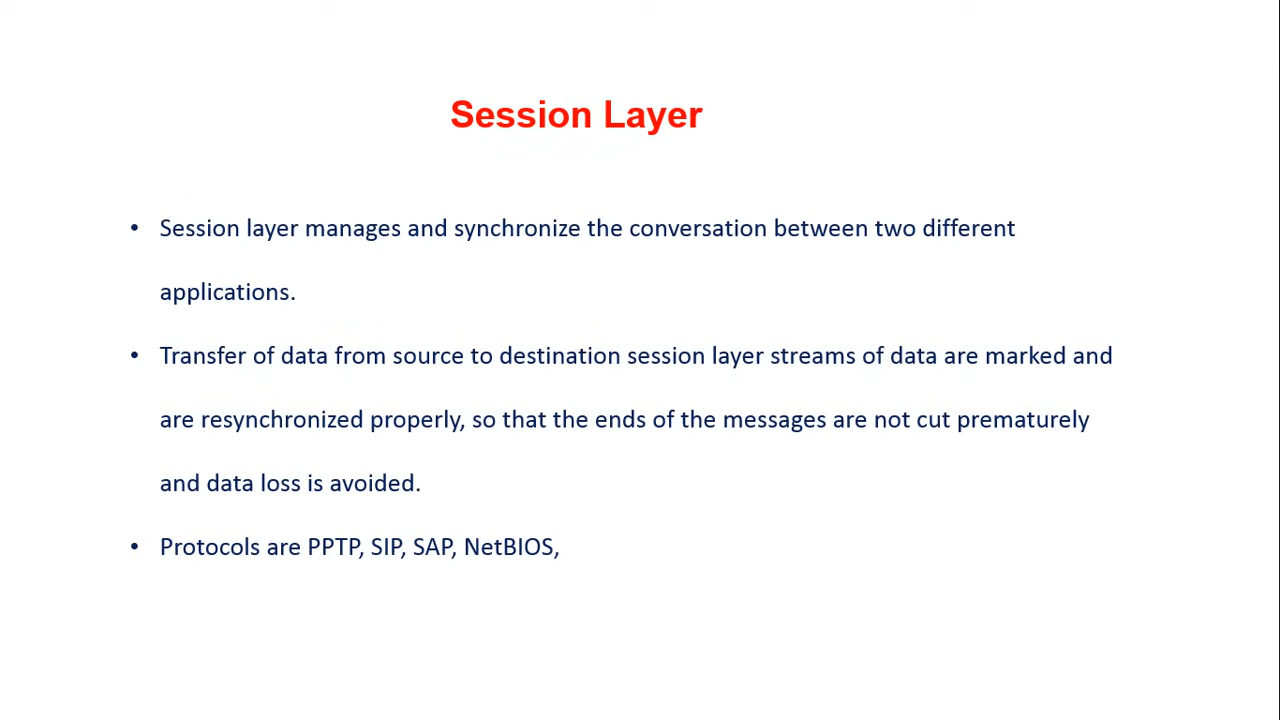 Session Layer
• Session layer manages and synchronize the conversation between two different
applications.
• Transfer of data from source to destination session layer streams of data are marked and
are resynchronized properly, so that the ends of the messages are not cut prematurely
and data loss is avoided.
• Protocols are PPTP, SIP, SAP, NetBIOS,